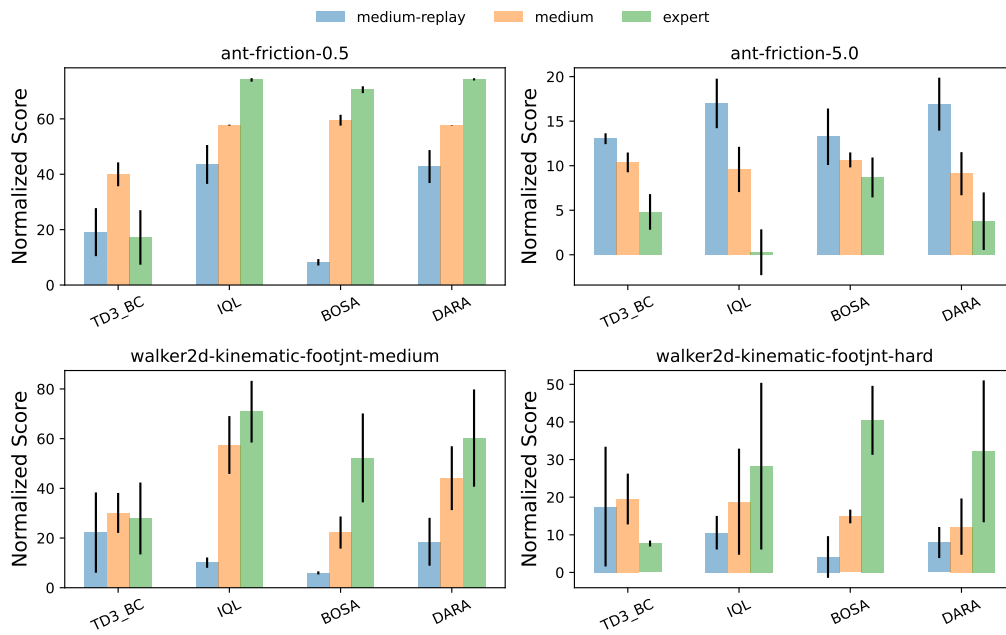 medium-replay medium expert
ant-friction-0.5
Normalized Score
60
40
20
0
TD3_BC IQL BOSA DARA
ant-friction-5.0
Normalized Score
20
15
10
5
0
TD3_BC IQL BOSA DARA
walker2d-kinematic-footjnt-medium
Normalized Score
80
60
40
20
0
TD3_BC IQL BOSA DARA
walker2d-kinematic-footjnt-hard
Normalized Score
50
40
30
20
10
0
TD3_BC IQL BOSA DARA